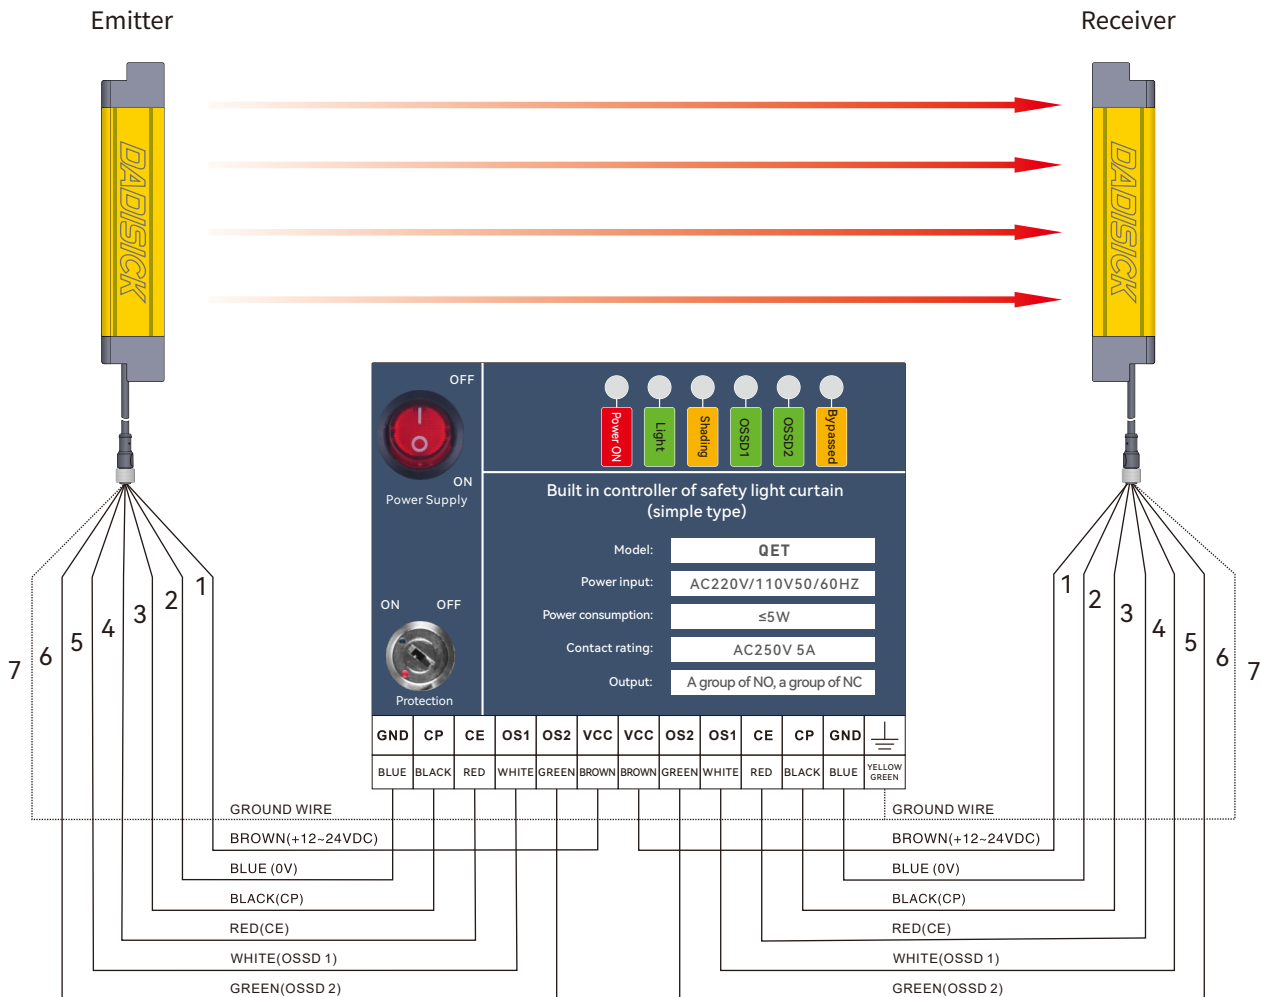 Emitter
Receiver
DADISICK
DADISICK
OFF
ON
Power Supply
Power ON
Light
Shading
OSSD1
OSSD2
Bypassed
Built in controller of safety light curtain
(simple type)
Model: QET
Power input: AC220V/110V50/60HZ
Power consumption: ≤5W
Contact rating: AC250V 5A
Output: A group of NO, a group of NC
ON OFF
Protection
GND CP CE OS1 OS2 VCC VCC OS2 OS1 CE CP GND
BLUE BLACK RED WHITE GREEN BROWN BROWN GREEN WHITE RED BLACK BLUE YELLOW GREEN
7 6 5 4 3 2 1
1 2 3 4 5 6 7
GROUND WIRE GROUND WIRE
BROWN(+12~24VDC) BROWN(+12~24VDC)
BLUE (0V) BLUE (0V)
BLACK(CP) BLACK(CP)
RED(CE) RED(CE)
WHITE(OSSD 1) WHITE(OSSD 1)
GREEN(OSSD 2) GREEN(OSSD 2)